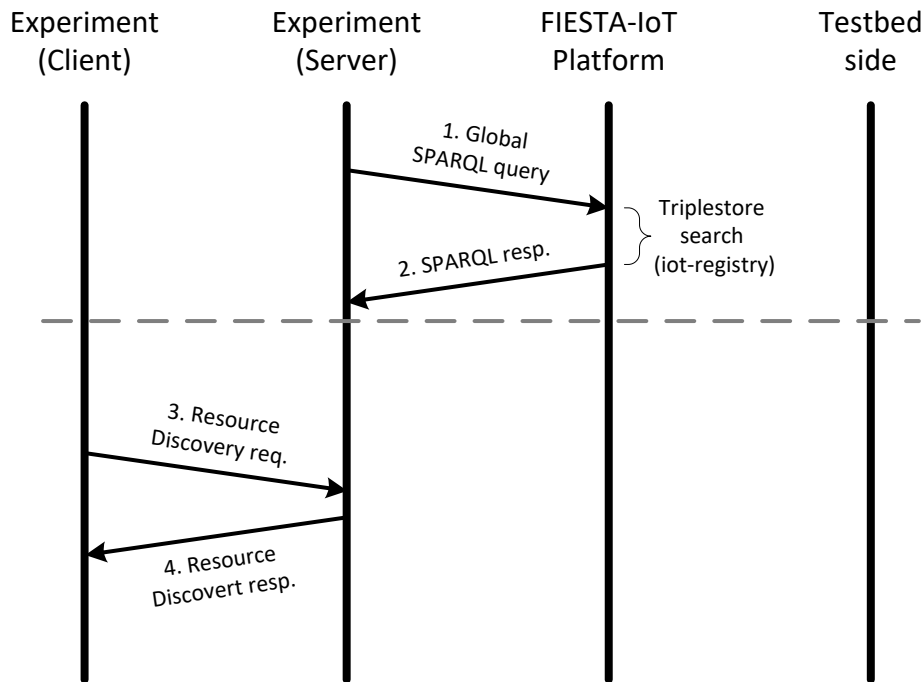 Experiment
(Client)
Experiment
(Server)
FIESTA-IoT
Platform
Testbed
side
1. Global
SPARQL query
Triplestore
search
(iot-registry)
2. SPARQL resp.
3. Resource
Discovery req.
4. Resource
Discovert resp.